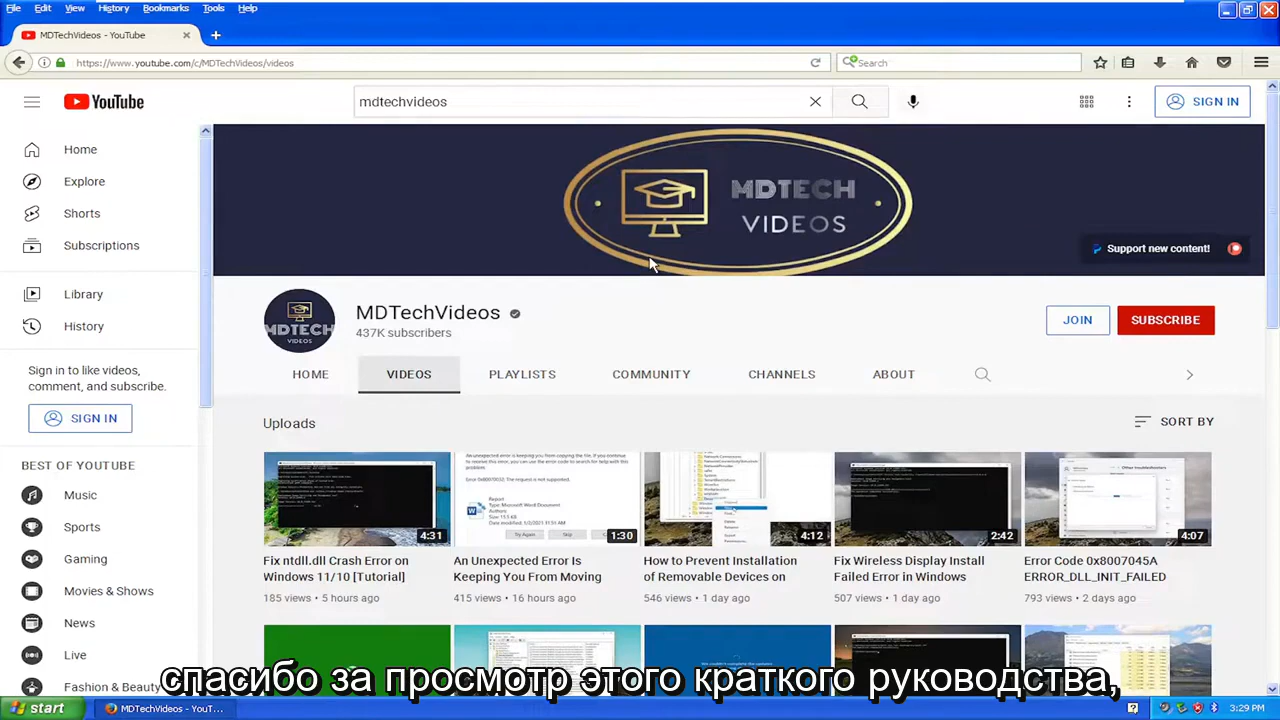 File Edit View History Bookmarks Tools Help
MDTechVideos - YouTube
https://www.youtube.com/c/MDTechVideos/videos
Search
YouTube
mdtechvideos
SIGN IN
Home
Explore
Shorts
Subscriptions
Library
History
Sign in to like videos,
comment, and subscribe.
SIGN IN
BEST OF YOUTUBE
Music
Sports
Gaming
Movies & Shows
News
Live
Fashion & Beauty
MDTECH
VIDEOS
Support new content!
MDTECH
VIDEOS
MDTechVideos
437K subscribers
JOIN
SUBSCRIBE
HOME VIDEOS PLAYLISTS COMMUNITY CHANNELS ABOUT
Uploads
SORT BY
4:31
Fix ntdll.dll Crash Error on
Windows 11/10 [Tutorial]
185 views • 5 hours ago
1:30
An Unexpected Error is
Keeping You From Moving
415 views • 16 hours ago
4:12
How to Prevent Installation
of Removable Devices on
546 views • 1 day ago
2:42
Fix Wireless Display Install
Failed Error in Windows
507 views • 1 day ago
Other troubleshooters
4:07
Error Code 0x8007045A
ERROR_DLL_INIT_FAILED
793 views • 2 days ago
спасибо за просмотр этого краткого руководства,
start
MDTechVideos - YouT...
3:29 PM